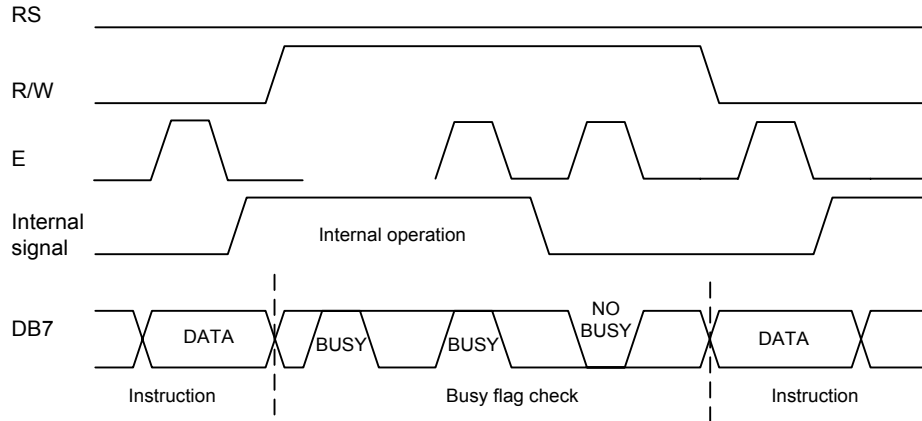 RS
R/W
E
Internal
signal
Internal operation
DB7
DATA
BUSY
BUSY
NO
BUSY
DATA
Instruction
Busy flag check
Instruction